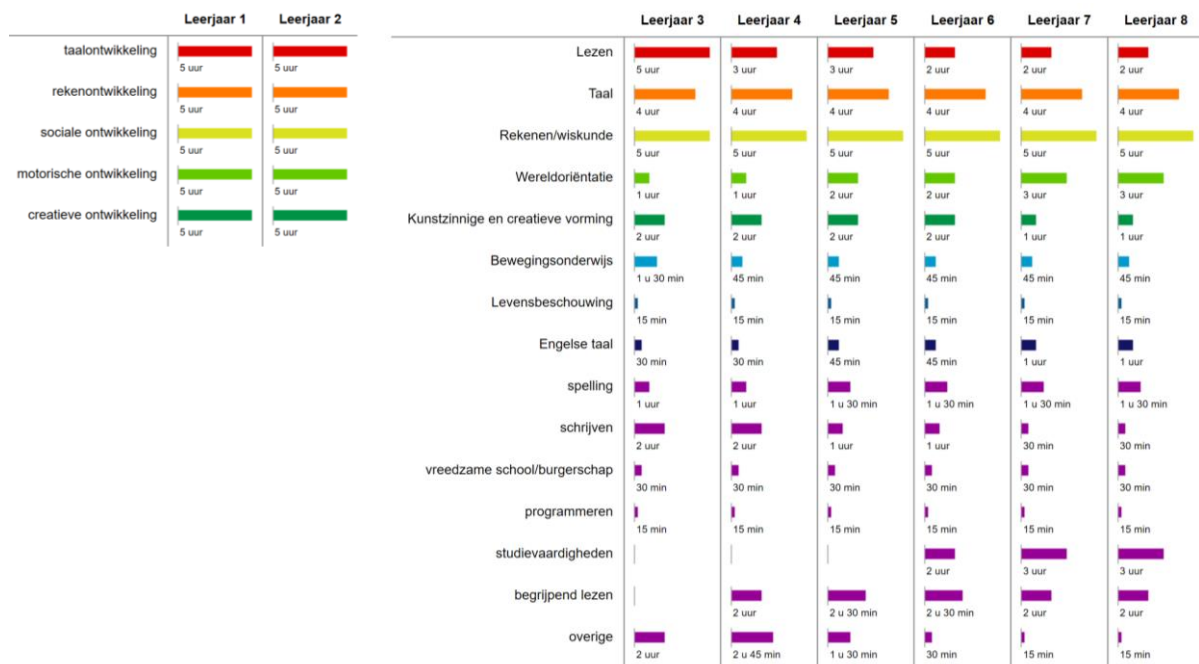 Leerjaar 1 Leerjaar 2
taalontwikkeling
5 uur 5 uur
rekenontwikkeling
5 uur 5 uur
sociale ontwikkeling
5 uur 5 uur
motorische ontwikkeling
5 uur 5 uur
creatieve ontwikkeling
5 uur 5 uur
Leerjaar 3 Leerjaar 4 Leerjaar 5 Leerjaar 6 Leerjaar 7 Leerjaar 8
Lezen
5 uur 3 uur 3 uur 2 uur 2 uur 2 uur
Taal
4 uur 4 uur 4 uur 4 uur 4 uur 4 uur
Rekenen/wiskunde
5 uur 5 uur 5 uur 5 uur 5 uur 5 uur
Wereldoriëntatie
1 uur 1 uur 2 uur 2 uur 3 uur 3 uur
Kunstzinnige en creatieve vorming
2 uur 2 uur 2 uur 2 uur 1 uur 1 uur
Bewegingsonderwijs
1 u 30 min 45 min 45 min 45 min 45 min 45 min
Levensbeschouwing
15 min 15 min 15 min 15 min 15 min 15 min
Engelse taal
30 min 30 min 45 min 45 min 1 uur 1 uur
spelling
1 uur 1 uur 1 u 30 min 1 u 30 min 1 u 30 min 1 u 30 min
schrijven
2 uur 2 uur 1 uur 1 uur 30 min 30 min
vreedzame school/burgerschap
30 min 30 min 30 min 30 min 30 min 30 min
programmeren
15 min 15 min 15 min 15 min 15 min 15 min
studievaardigheden
2 uur 3 uur 3 uur
begrijpend lezen
2 uur 2 u 30 min 2 u 30 min 2 uur 2 uur
overige
2 uur 2 u 45 min 1 u 30 min 30 min 15 min 15 min